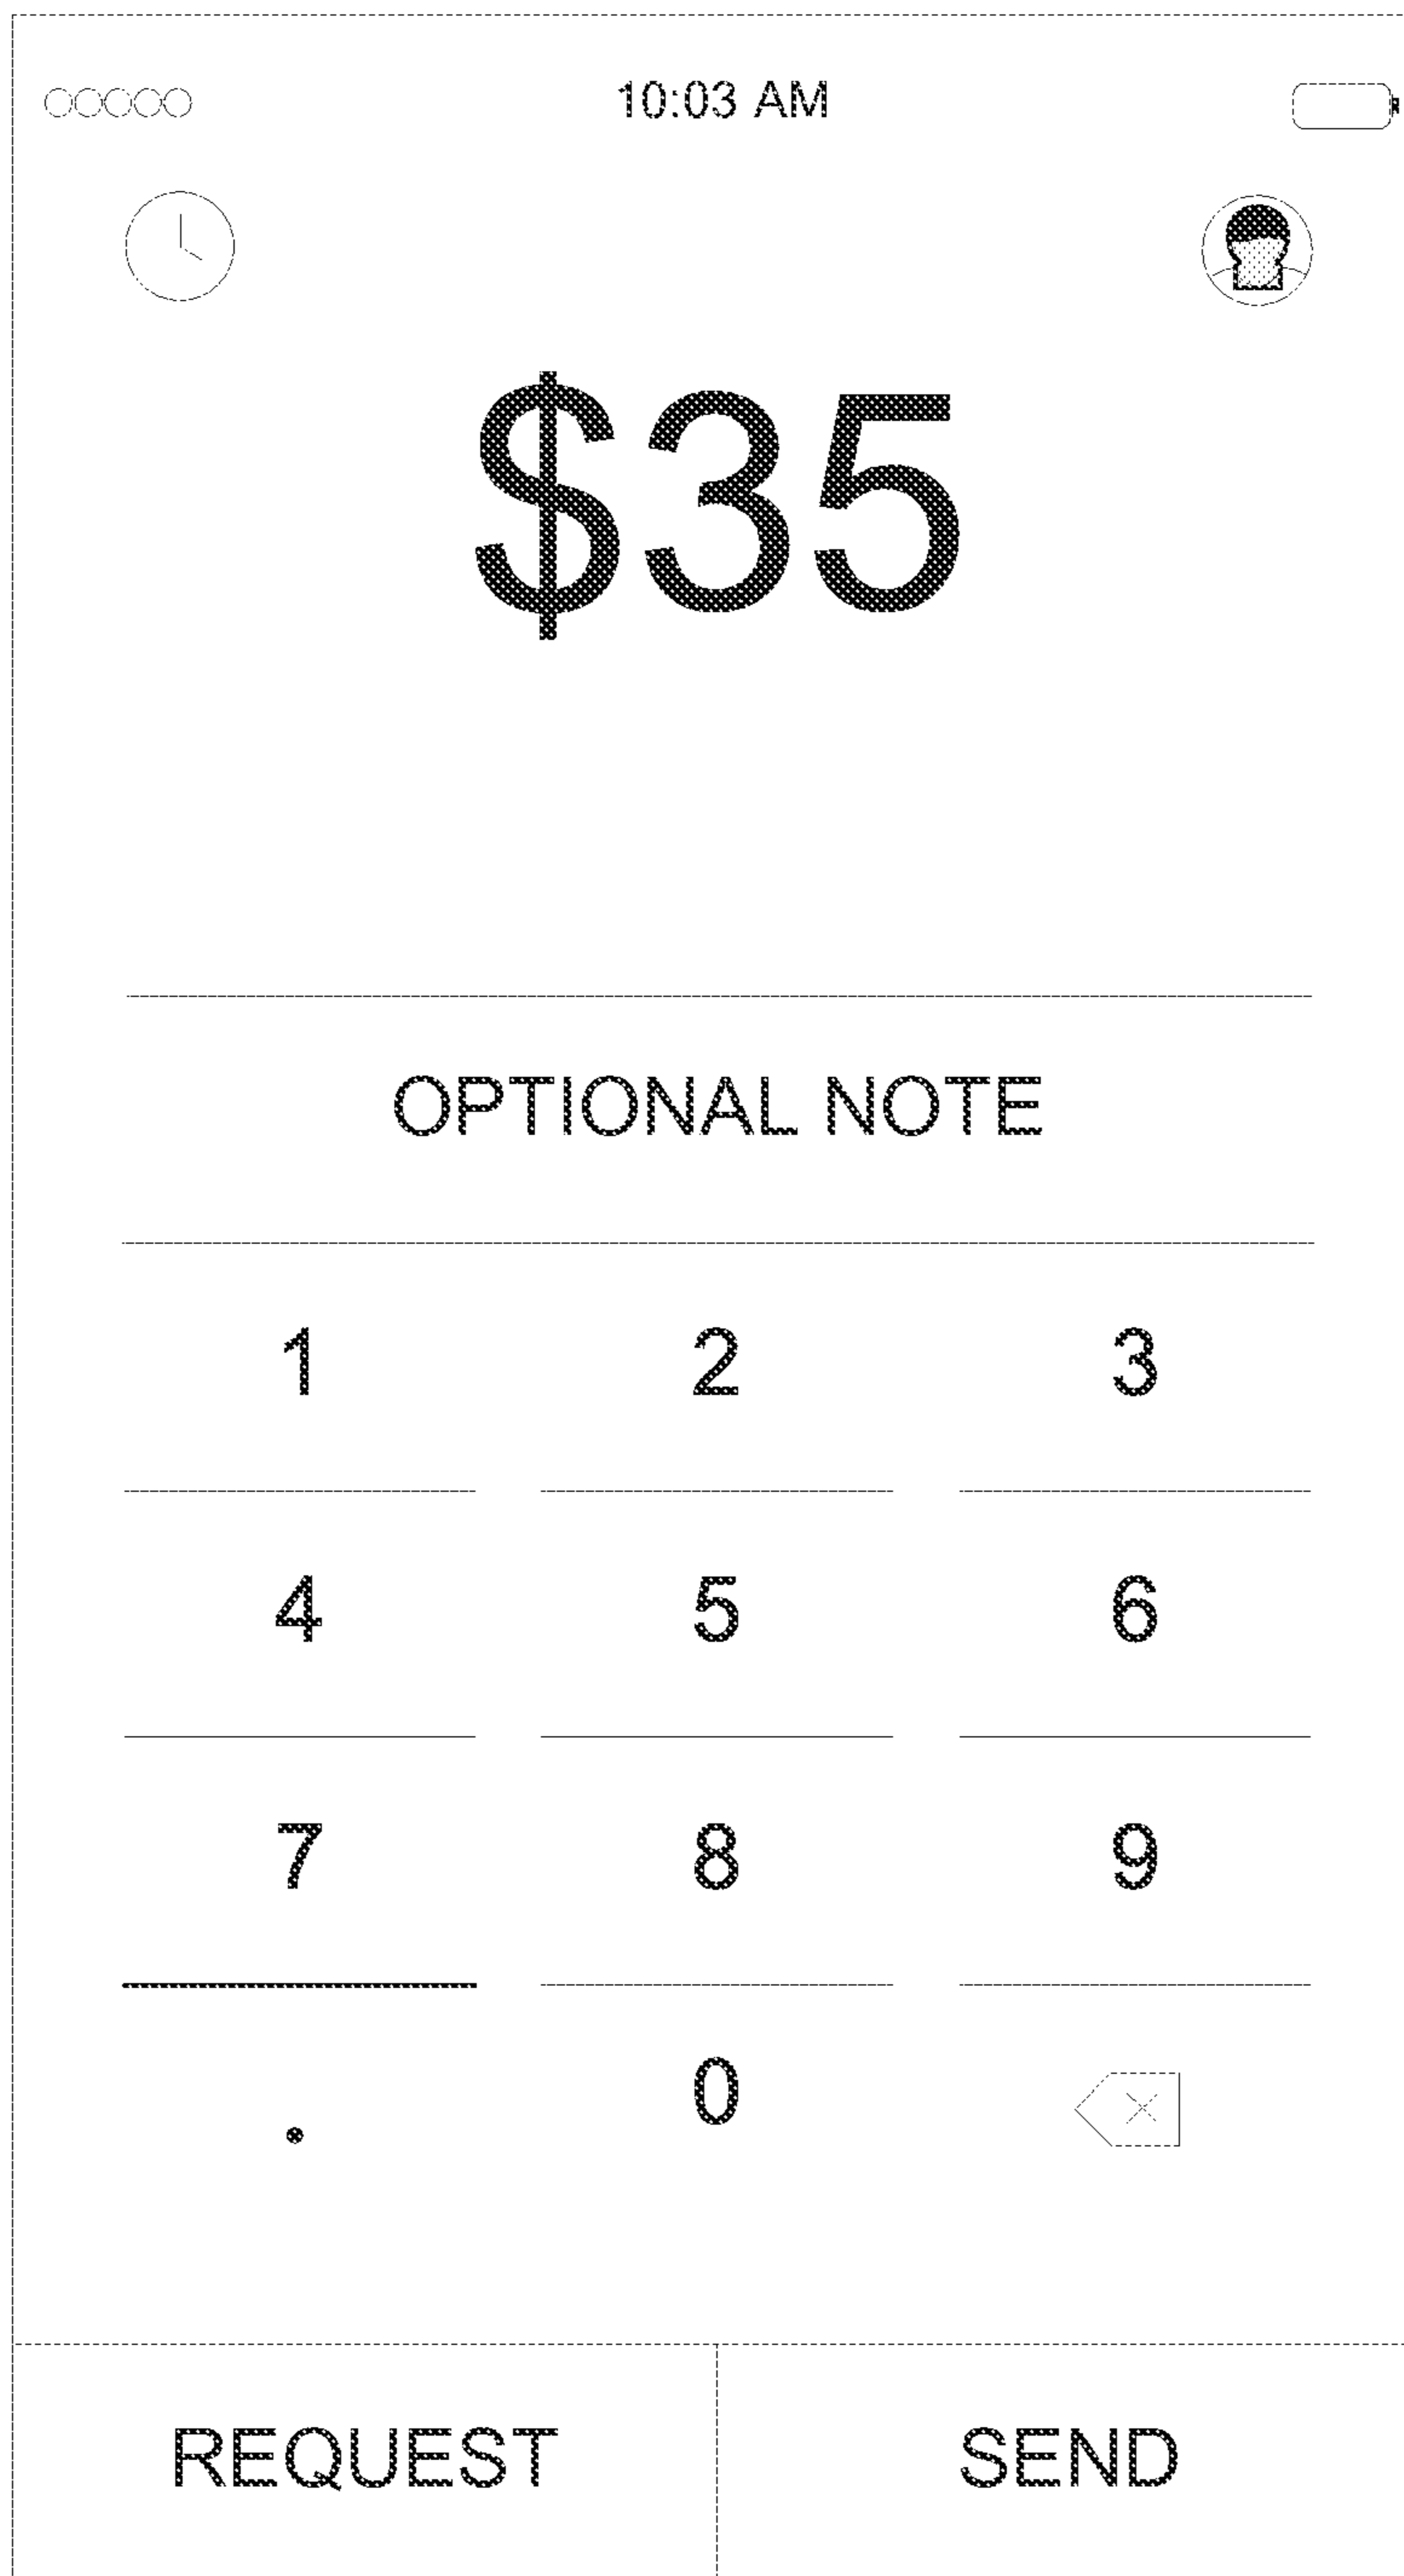 10:03 AM
$35
OPTIONAL NOTE
1 2 3
4 5 6
7 8 9
. 0
REQUEST SEND